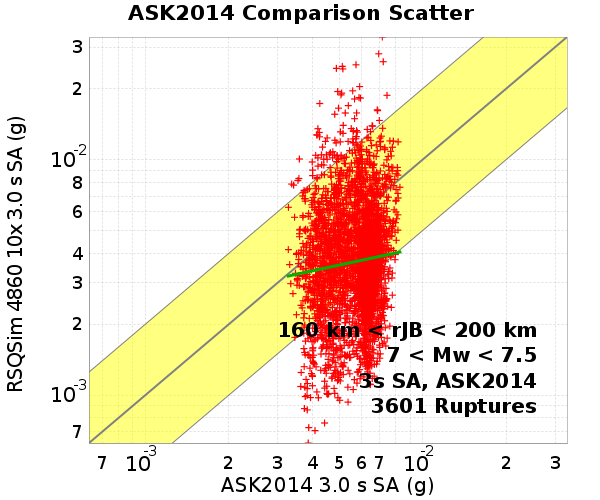 ASK2014 Comparison Scatter
RSQSim 4860 10x 3.0 s SA (g)
3
2
10-2
8
6
4
3
2
10-3
7
160 km < rJB < 200 km
7 < Mw < 7.5
3s SA, ASK2014
3601 Ruptures
7 10-3 2 3 4 5 6 7 10-2 2 3
ASK2014 3.0 s SA (g)